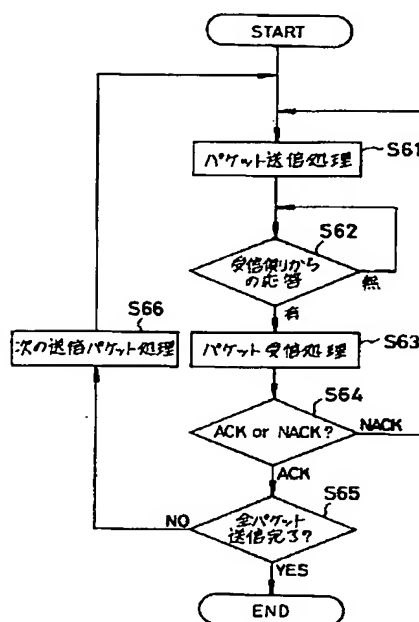 START
パケット送信処理
S61
S62
受信側から
の応答
無
有
S66
次の送信パケット処理
パケット受信処理
S63
S64
ACK or NACK?
NACK
ACK
S65
全パケット
送信完了?
NO
YES
END